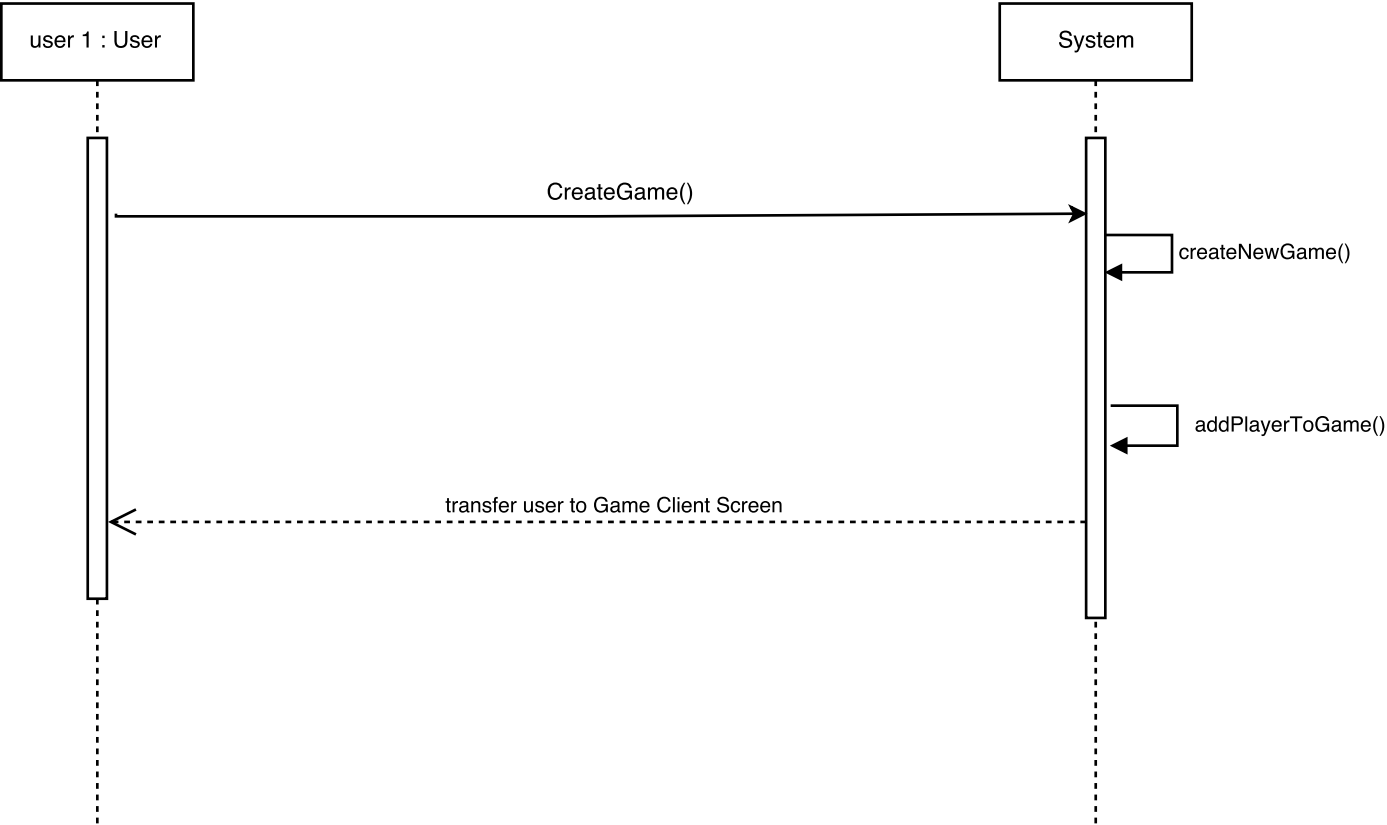 user 1 : User
System
CreateGame()
createNewGame()
addPlayerToGame()
transfer user to Game Client Screen